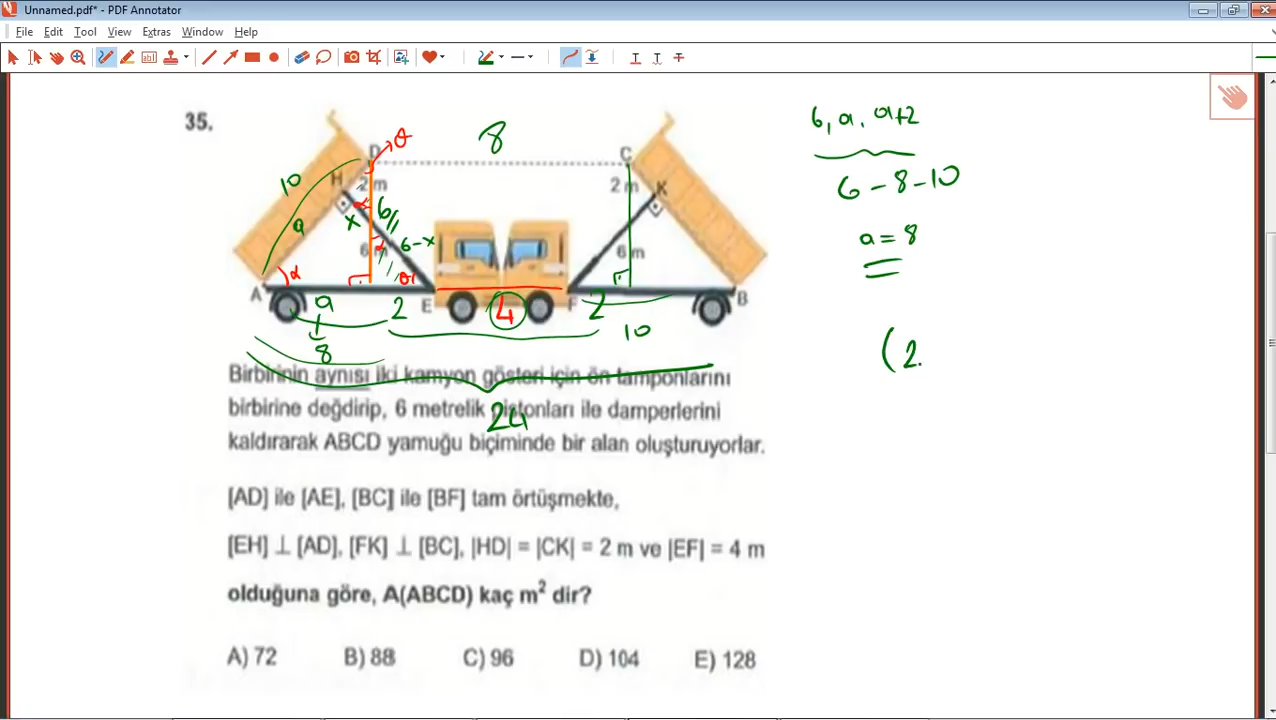 Unnamed.pdf* - PDF Annotator
File Edit Tool View Extras Window Help
35.
6, a, a+2
6 - 8 - 10
a = 8
(2.
D θ 8 C
10 H 2 m 2 m K
a x α 6 6-x 6 m 6 m
A α θ E F B
a 2 4 2 10
8
24
Birbirinin aynısı iki kamyon gösteri için ön tamponlarını
birbirine değdirip, 6 metrelik pistonları ile damperlerini
kaldırarak ABCD yamuğu biçiminde bir alan oluşturuyorlar.
[AD] ile [AE], [BC] ile [BF] tam örtüşmekte,
[EH] ⊥ [AD], [FK] ⊥ [BC], |HD| = |CK| = 2 m ve |EF| = 4 m
olduğuna göre, A(ABCD) kaç m² dir?
A) 72 B) 88 C) 96 D) 104 E) 128